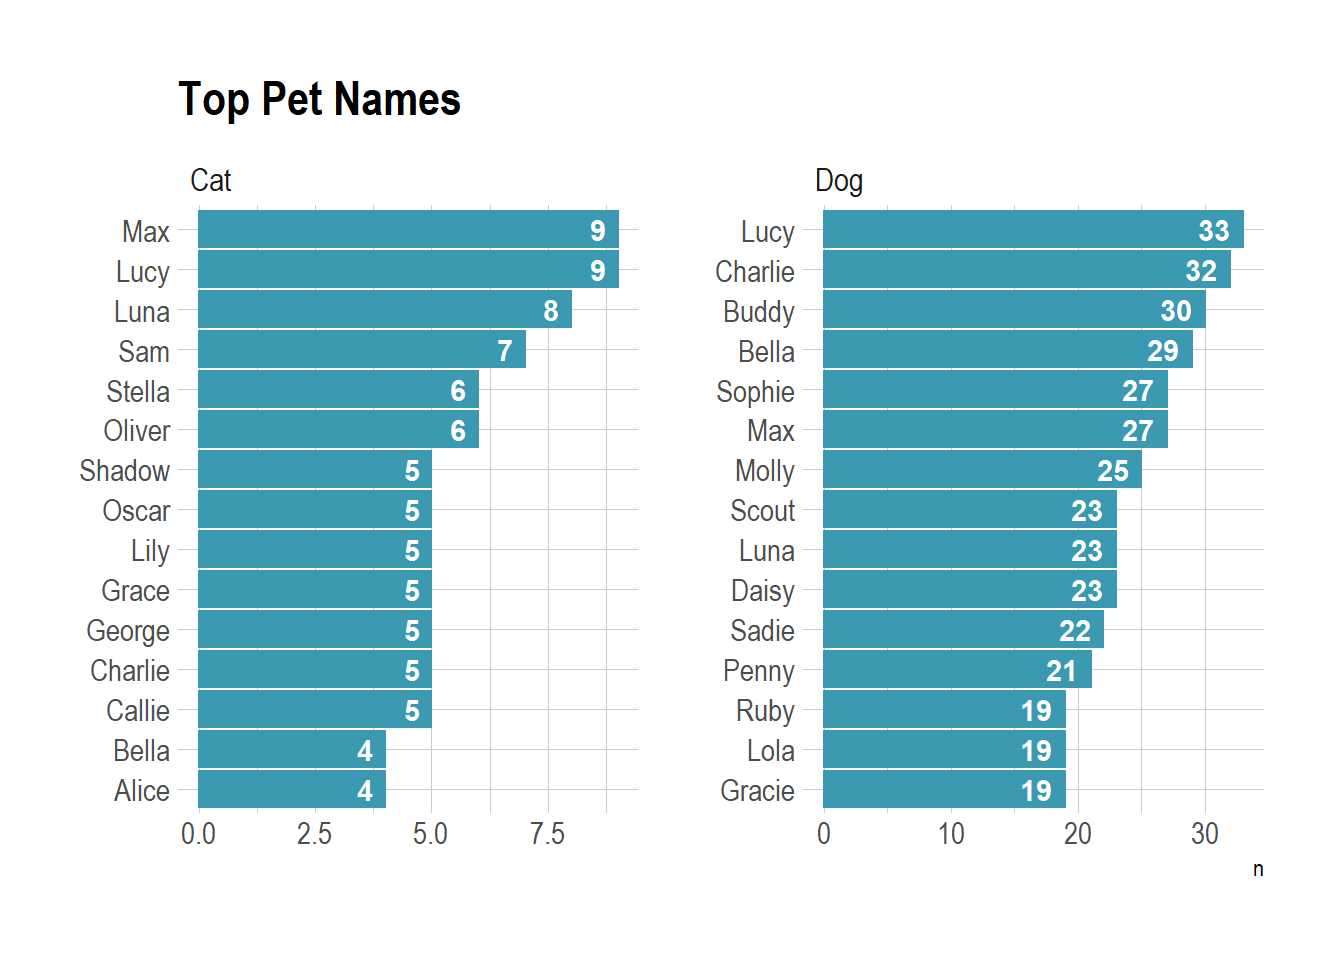 Top Pet Names
Cat
Max 9
Lucy 9
Luna 8
Sam 7
Stella 6
Oliver 6
Shadow 5
Oscar 5
Lily 5
Grace 5
George 5
Charlie 5
Callie 5
Bella 4
Alice 4
0.0 2.5 5.0 7.5
Dog
Lucy 33
Charlie 32
Buddy 30
Bella 29
Sophie 27
Max 27
Molly 25
Scout 23
Luna 23
Daisy 23
Sadie 22
Penny 21
Ruby 19
Lola 19
Gracie 19
0 10 20 30
n